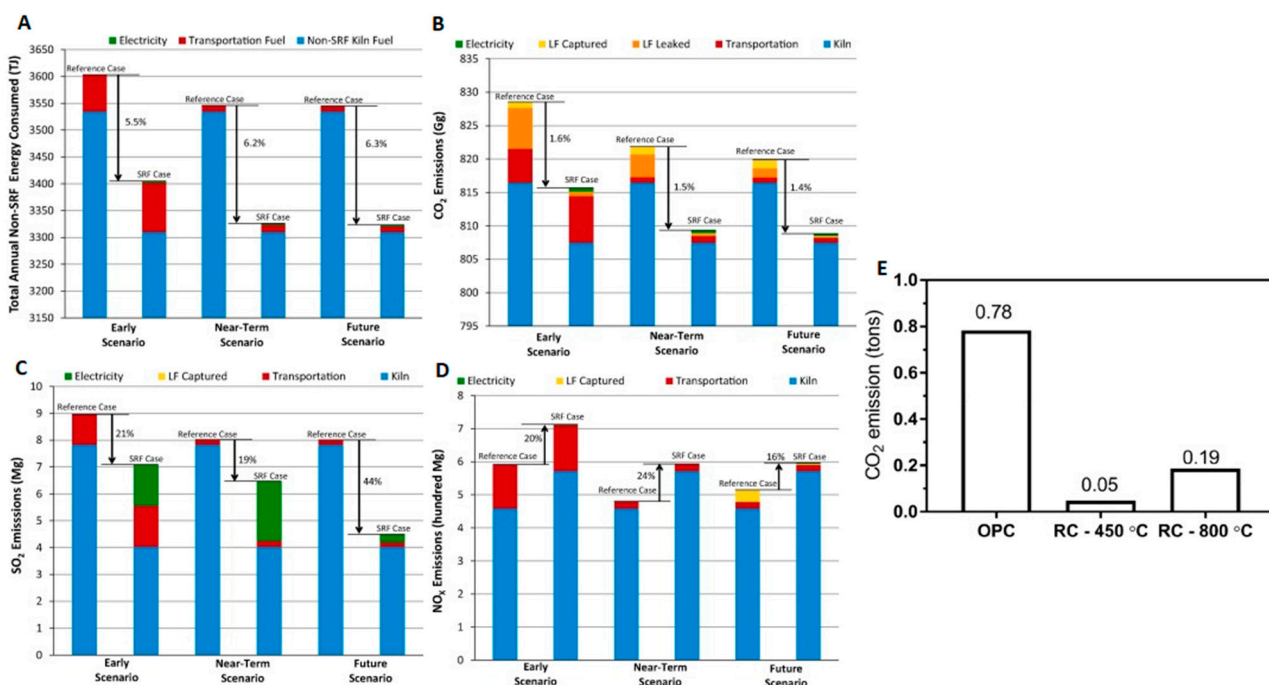 A
Electricity Transportation Fuel Non-SRF Kiln Fuel
Total Annual Non-SRF Energy Consumed (TJ)
3650
3600
3550
3500
3450
3400
3350
3300
3250
3200
3150
Reference Case
5.5%
SRF Case
Reference Case
6.2%
SRF Case
Reference Case
6.3%
SRF Case
Early
Scenario
Near-Term
Scenario
Future
Scenario
B
Electricity LF Captured LF Leaked Transportation Kiln
CO2 Emissions (Gg)
835
830
825
820
815
810
805
800
795
Reference Case
1.6%
SRF Case
Reference Case
1.5%
SRF Case
Reference Case
1.4%
SRF Case
Early
Scenario
Near-Term
Scenario
Future
Scenario
C
Electricity LF Captured Transportation Kiln
SO2 Emisssions (Mg)
10
9
8
7
6
5
4
3
2
1
0
Reference Case
21%
SRF Case
Reference Case
19%
SRF Case
Reference Case
44%
SRF Case
Early
Scenario
Near-Term
Scenario
Future
Scenario
D
Electricity LF Captured Transportation Kiln
NOX Emissions (hundred Mg)
8
7
6
5
4
3
2
1
0
Reference Case
20%
SRF Case
Reference Case
24%
SRF Case
Reference Case
16%
SRF Case
Early
Scenario
Near-Term
Scenario
Future
Scenario
E
CO2 emission (tons)
1.0
0.8
0.6
0.4
0.2
0.0
0.78
0.05
0.19
OPC
RC - 450 °C
RC - 800 °C